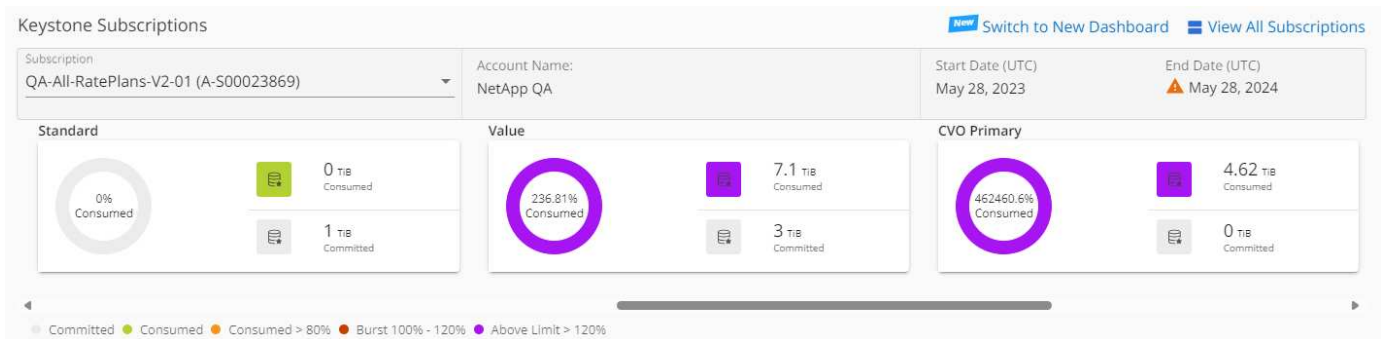 Keystone Subscriptions
New Switch to New Dashboard View All Subscriptions
Subscription
QA-All-RatePlans-V2-01 (A-S00023869)
Account Name:
NetApp QA
Start Date (UTC)
May 28, 2023
End Date (UTC)
May 28, 2024
Standard
0%
Consumed
0 TiB
Consumed
1 TiB
Committed
Value
236.81%
Consumed
7.1 TiB
Consumed
3 TiB
Committed
CVO Primary
462460.6%
Consumed
4.62 TiB
Consumed
0 TiB
Committed
Committed Consumed Consumed > 80% Burst 100% - 120% Above Limit > 120%